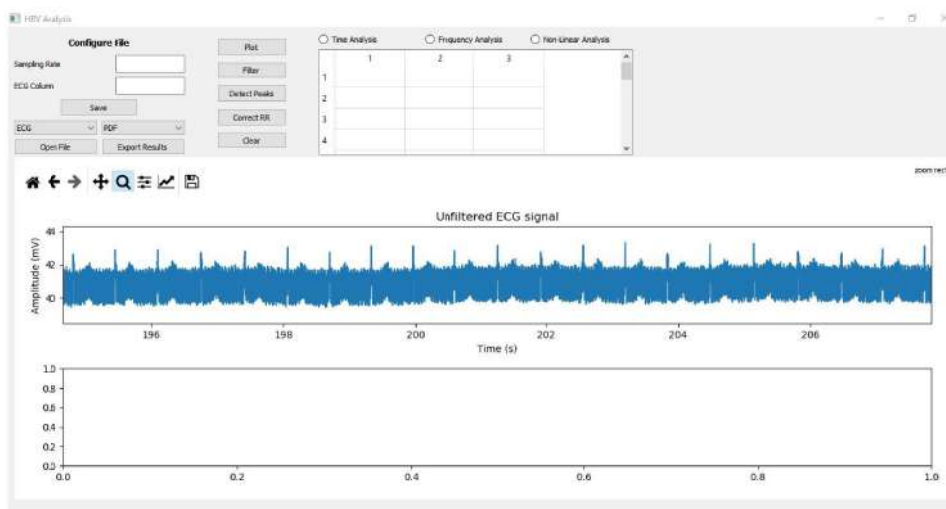 HRV Analysis
Configure File
Sampling Rate
ECG Column
Save
ECG PDF
Open File Export Results
Plot
Filter
Detect Peaks
Correct RR
Clear
Time Analysis Frequency Analysis Non-Linear Analysis
1 2 3
1
2
3
4
zoom rect
Unfiltered ECG signal
Amplitude (mV)
44
42
40
196 198 200 202 204 206
Time (s)
1.0
0.8
0.6
0.4
0.2
0.0
0.0 0.2 0.4 0.6 0.8 1.0